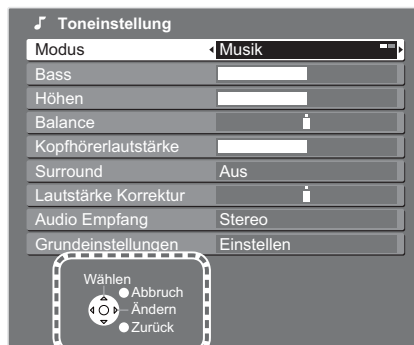 Toneinstellung
Modus Musik
Bass
Höhen
Balance
Kopfhörerlautstärke
Surround Aus
Lautstärke Korrektur
Audio Empfang Stereo
Grundeinstellungen Einstellen
Wählen
Abbruch
Ändern
Zurück